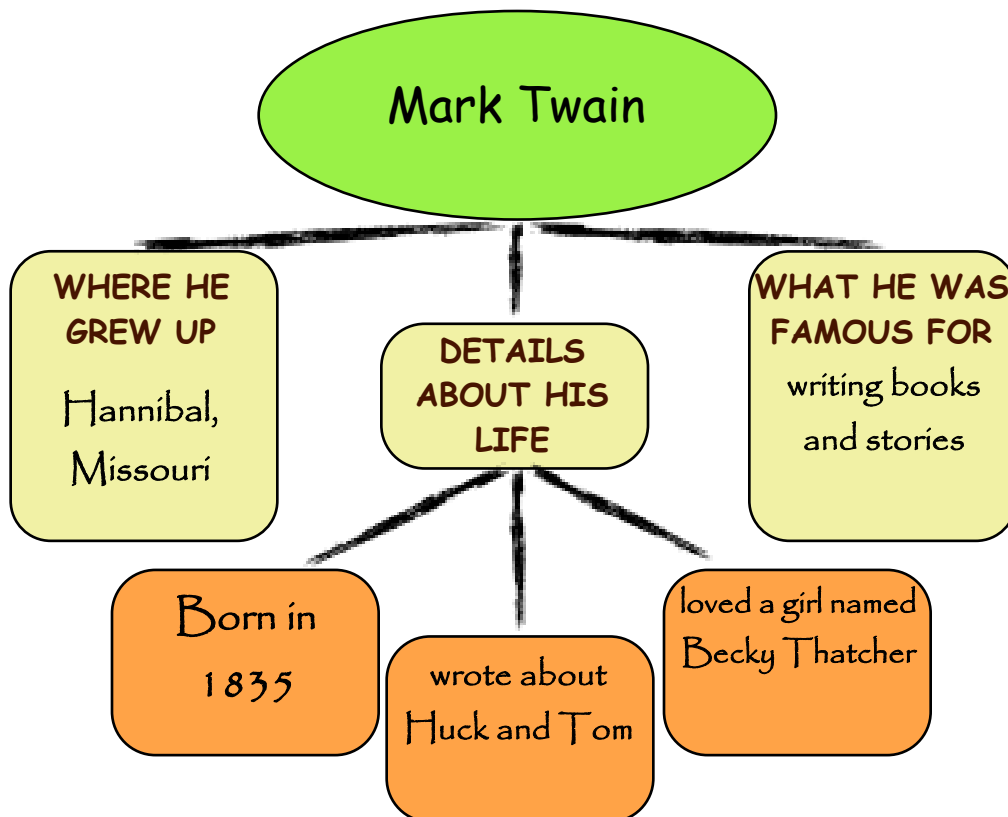 Mark Twain
WHERE HE
GREW UP
Hannibal,
Missouri
DETAILS
ABOUT HIS
LIFE
WHAT HE WAS
FAMOUS FOR
writing books
and stories
Born in
1835
wrote about
Huck and Tom
loved a girl named
Becky Thatcher